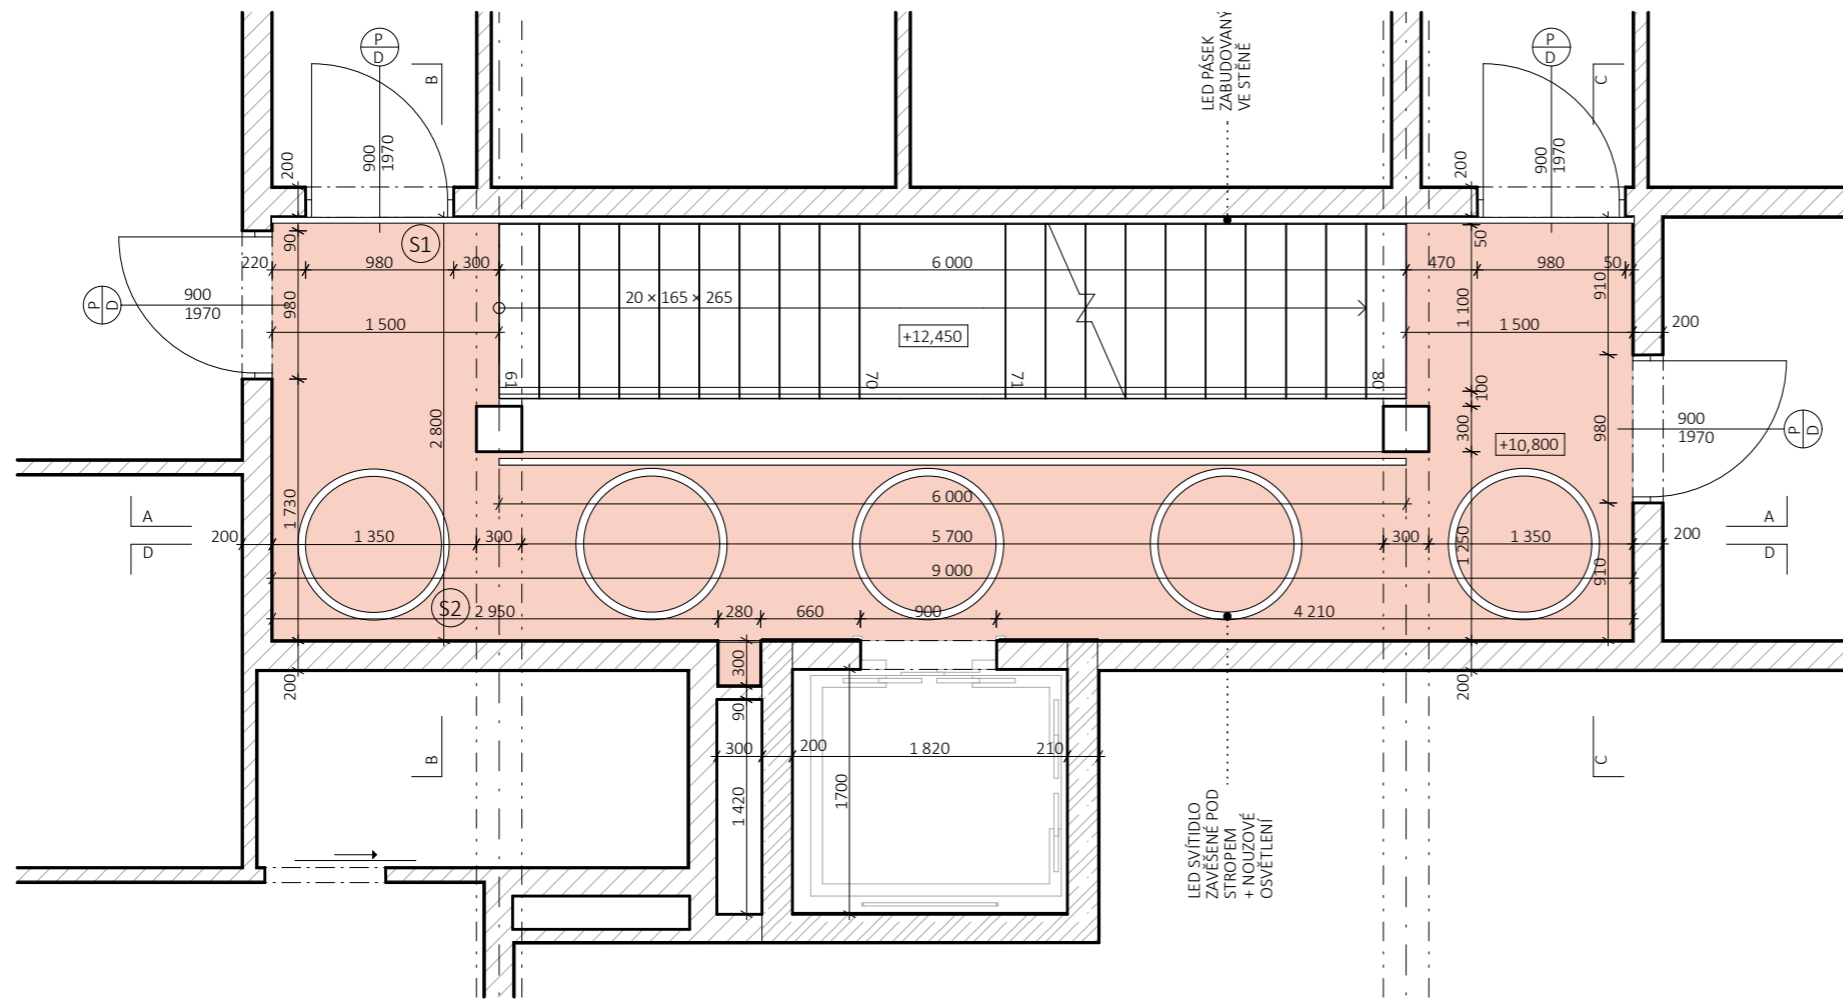 P
D
B
LED PÁSEK
ZABUDOVANÝ
VE STĚNĚ
P
D
C
200
900
1970
200
900
1970
90
S1
50
220
980
300
6 000
470
980
50
910
P
D
900
1970
980
20 × 165 × 265
1 100
1 500
+12,450
1 500
200
61
70
71
80
100
2 800
300
+10,800
980
900
1970
P
D
A
D
1 730
6 000
A
D
200
1 350
300
5 700
300
1 250
1 350
200
9 000
910
S2
2 950
280
660
900
4 210
200
300
200
90
B
300
200
1 820
210
C
1 420
1700
LED SVÍTIDLO
ZAVĚŠENÉ POD
STROPEM
+ NOUZOVÉ
OSVĚTLENÍ